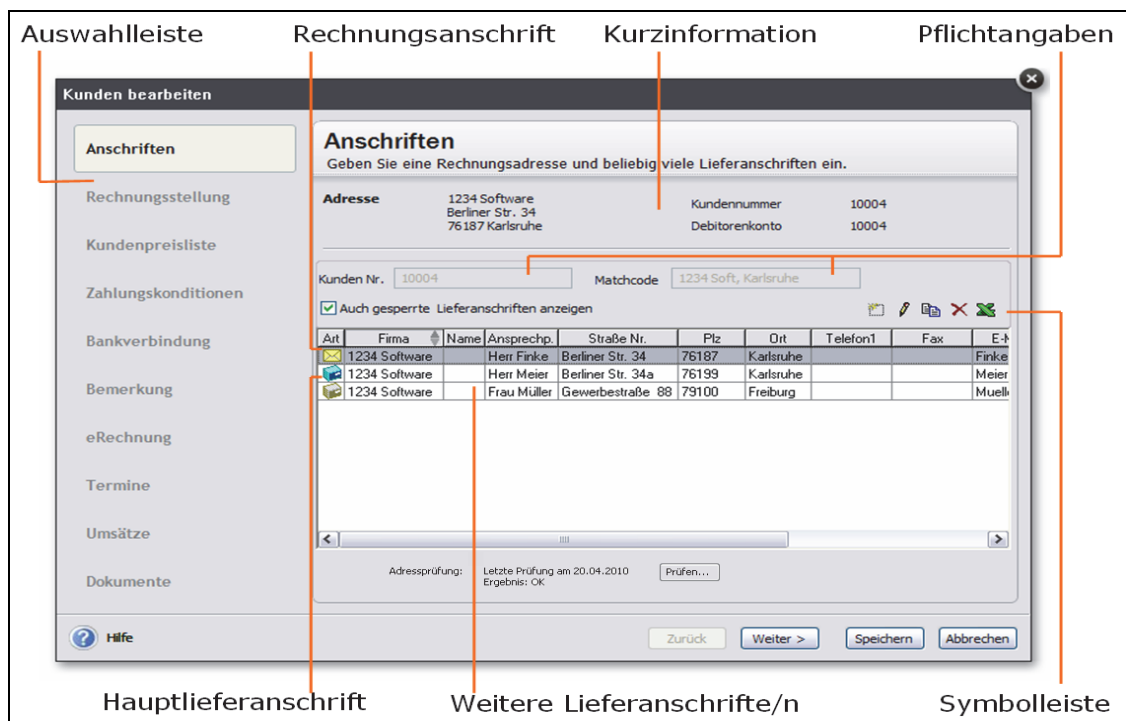 Auswahlleiste Rechnungsanschrift Kurzinformation Pflichtangaben
Kunden bearbeiten
Anschriften
Rechnungsstellung
Kundenpreisliste
Zahlungskonditionen
Bankverbindung
Bemerkung
eRechnung
Termine
Umsätze
Dokumente
Anschriften
Geben Sie eine Rechnungsadresse und beliebig viele Lieferanschriften ein.
Adresse 1234 Software Kundennummer 10004
Berliner Str. 34
76187 Karlsruhe Debitorenkonto 10004
Kunden Nr. 10004 Matchcode 1234 Soft, Karlsruhe
Auch gesperrte Lieferanschriften anzeigen
Art Firma Name Ansprechp. Straße Nr. Plz Ort Telefon1 Fax
1234 Software Herr Finke Berliner Str. 34 76187 Karlsruhe Finke
1234 Software Herr Meier Berliner Str. 34a 76199 Karlsruhe Meier
1234 Software Frau Müller Gewerbestraße 88 79100 Freiburg
Adressprüfung: Letzte Prüfung am 20.04.2010 Prüfen...
Ergebnis: OK
Hilfe Zurück Weiter > Speichern Abbrechen
Hauptlieferanschrift Weitere Lieferanschrifte/n Symbolleiste